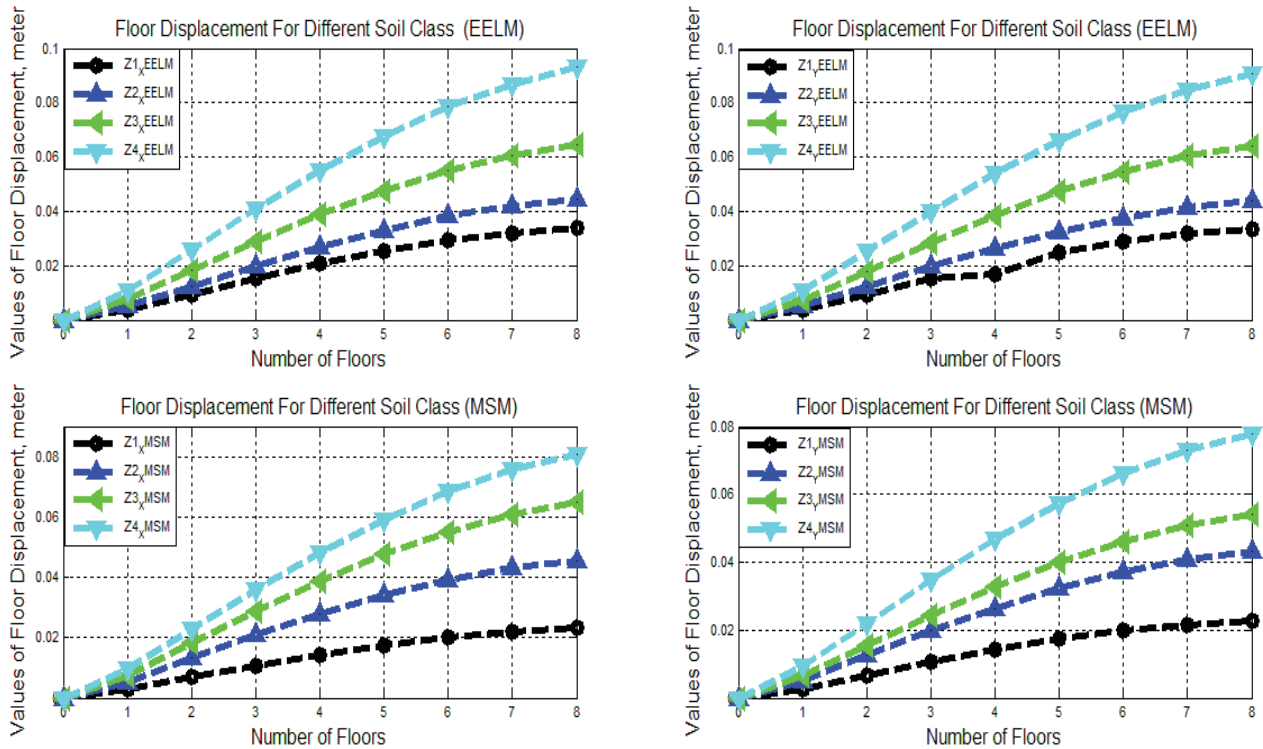 Floor Displacement For Different Soil Class (EELM)
Values of Floor Displacement, meter
0.1
0.08
0.06
0.04
0.02
Z1XEELM
Z2XEELM
Z3XEELM
Z4XEELM
0 1 2 3 4 5 6 7 8
Number of Floors
Floor Displacement For Different Soil Class (EELM)
Values of Floor Displacement, meter
0.1
0.08
0.06
0.04
0.02
Z1YEELM
Z2YEELM
Z3YEELM
Z4YEELM
0 1 2 3 4 5 6 7 8
Number of Floors
Floor Displacement For Different Soil Class (MSM)
Values of Floor Displacement, meter
0.08
0.06
0.04
0.02
Z1XMSM
Z2XMSM
Z3XMSM
Z4XMSM
0 1 2 3 4 5 6 7 8
Number of Floors
Floor Displacement For Different Soil Class (MSM)
Values of Floor Displacement, meter
0.08
0.06
0.04
0.02
Z1YMSM
Z2YMSM
Z3YMSM
Z4YMSM
0 1 2 3 4 5 6 7 8
Number of Floors